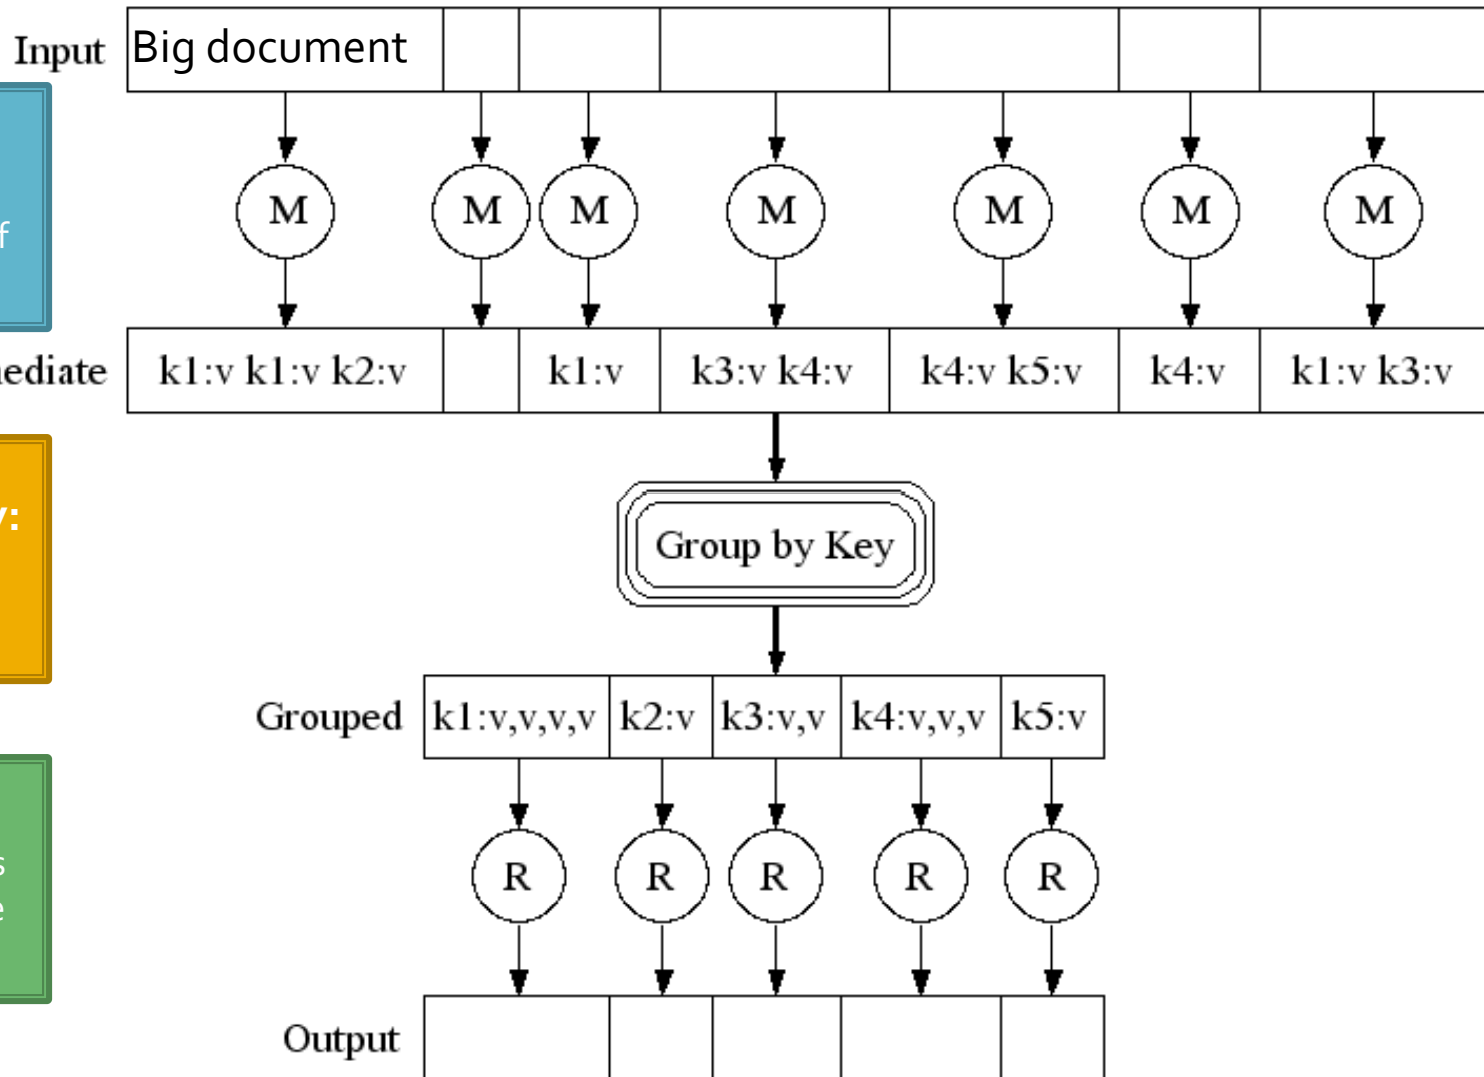 Input Big document
f
M M M M M M M
ediate k1:v k1:v k2:v k1:v k3:v k4:v k4:v k5:v k4:v k1:v k3:v
y:
Group by Key
Grouped k1:v,v,v,v k2:v k3:v,v k4:v,v,v k5:v
s
R R R R R
e
Output